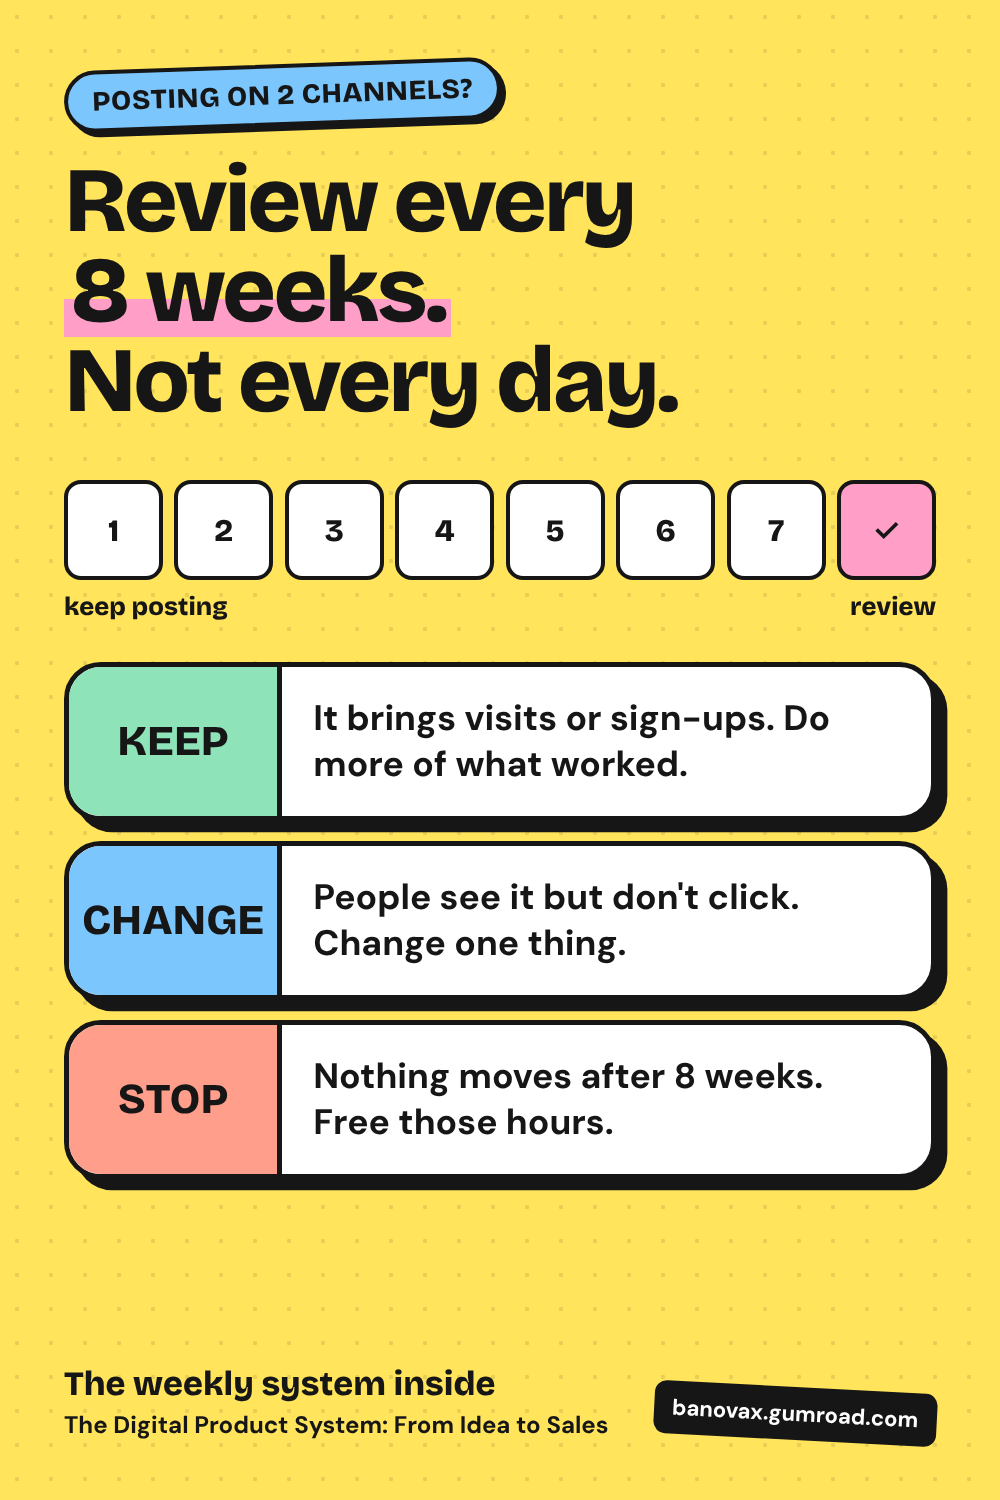 POSTING ON 2 CHANNELS?
Review every
8 weeks.
Not every day.
1 2 3 4 5 6 7 ✓
keep posting review
KEEP
It brings visits or sign-ups. Do
more of what worked.
CHANGE
People see it but don't click.
Change one thing.
STOP
Nothing moves after 8 weeks.
Free those hours.
The weekly system inside
The Digital Product System: From Idea to Sales
banovax.gumroad.com